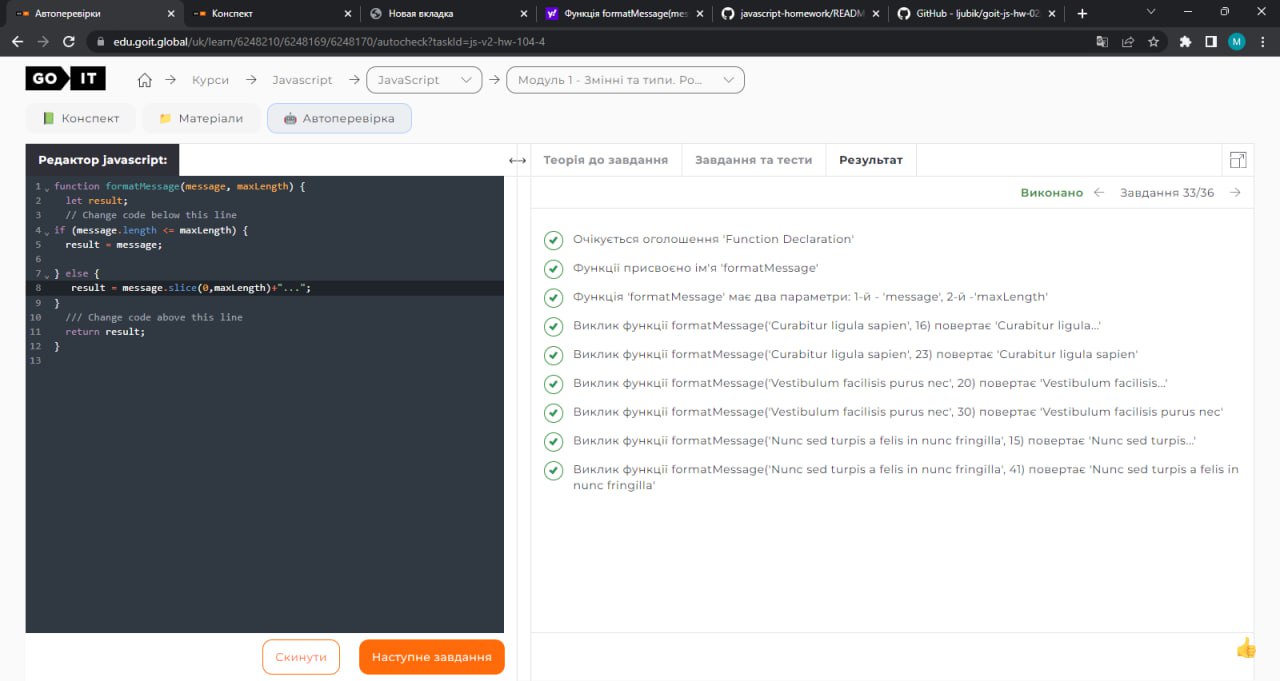 Автоперевірки
Конспект
Новая вкладка
Функція formatMessage(mes
javascript-homework/READM
GitHub - ljubik/goit-js-hw-02
edu.goit.global/uk/learn/6248210/6248169/6248170/autocheck?taskId=js-v2-hw-104-4
M
GO IT
Курси
Javascript
JavaScript
Модуль 1 - Змінні та типи. Ро...
Конспект
Матеріали
Автоперевірка
Редактор javascript:
Теорія до завдання
Завдання та тести
Результат
Виконано
Завдання 33/36
1 function formatMessage(message, maxLength) {
2 let result;
3 // Change code below this line
4 if (message.length <= maxLength) {
5 result = message;
6
7 } else {
8 result = message.slice(0,maxLength)+"...";
9 }
10 /// Change code above this line
11 return result;
12 }
13
Очікується оголошення 'Function Declaration'
Функції присвоєно ім'я 'formatMessage'
Функція 'formatMessage' має два параметри: 1-й - 'message', 2-й -'maxLength'
Виклик функції formatMessage('Curabitur ligula sapien', 16) повертає 'Curabitur ligula...'
Виклик функції formatMessage('Curabitur ligula sapien', 23) повертає 'Curabitur ligula sapien'
Виклик функції formatMessage('Vestibulum facilisis purus nec', 20) повертає 'Vestibulum facilisis...'
Виклик функції formatMessage('Vestibulum facilisis purus nec', 30) повертає 'Vestibulum facilisis purus nec'
Виклик функції formatMessage('Nunc sed turpis a felis in nunc fringilla', 15) повертає 'Nunc sed turpis...'
Виклик функції formatMessage('Nunc sed turpis a felis in nunc fringilla', 41) повертає 'Nunc sed turpis a felis in
nunc fringilla'
Скинути
Наступне завдання